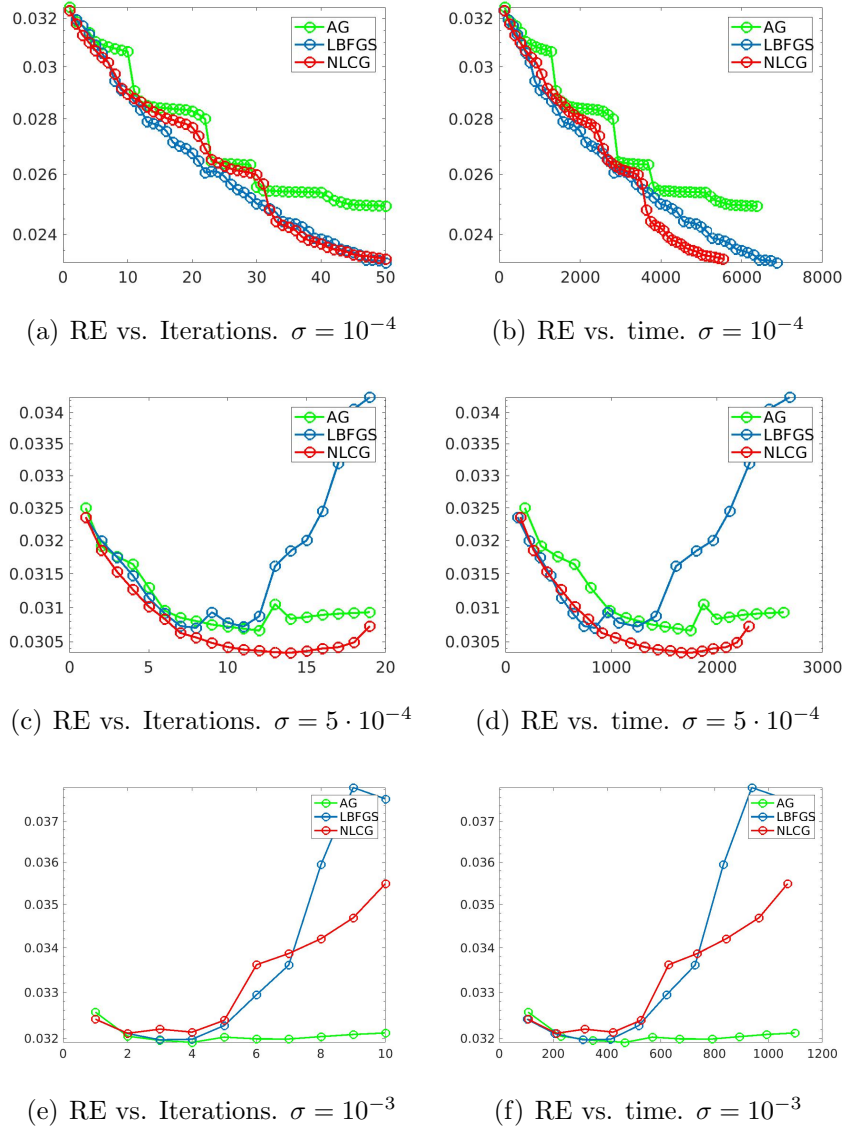 0.032
0.03
0.028
0.026
0.024
0 10 20 30 40 50
AG
LBFGS
NLCG
(a) RE vs. Iterations. σ = 10⁻⁴
0.032
0.03
0.028
0.026
0.024
0 2000 4000 6000 8000
AG
LBFGS
NLCG
(b) RE vs. time. σ = 10⁻⁴
0.034
0.0335
0.033
0.0325
0.032
0.0315
0.031
0.0305
0 5 10 15 20
AG
LBFGS
NLCG
(c) RE vs. Iterations. σ = 5 · 10⁻⁴
0.034
0.0335
0.033
0.0325
0.032
0.0315
0.031
0.0305
0 1000 2000 3000
AG
LBFGS
NLCG
(d) RE vs. time. σ = 5 · 10⁻⁴
0.037
0.036
0.035
0.034
0.033
0.032
0 2 4 6 8 10
AG
LBFGS
NLCG
(e) RE vs. Iterations. σ = 10⁻³
0.037
0.036
0.035
0.034
0.033
0.032
0 200 400 600 800 1000 1200
AG
LBFGS
NLCG
(f) RE vs. time. σ = 10⁻³